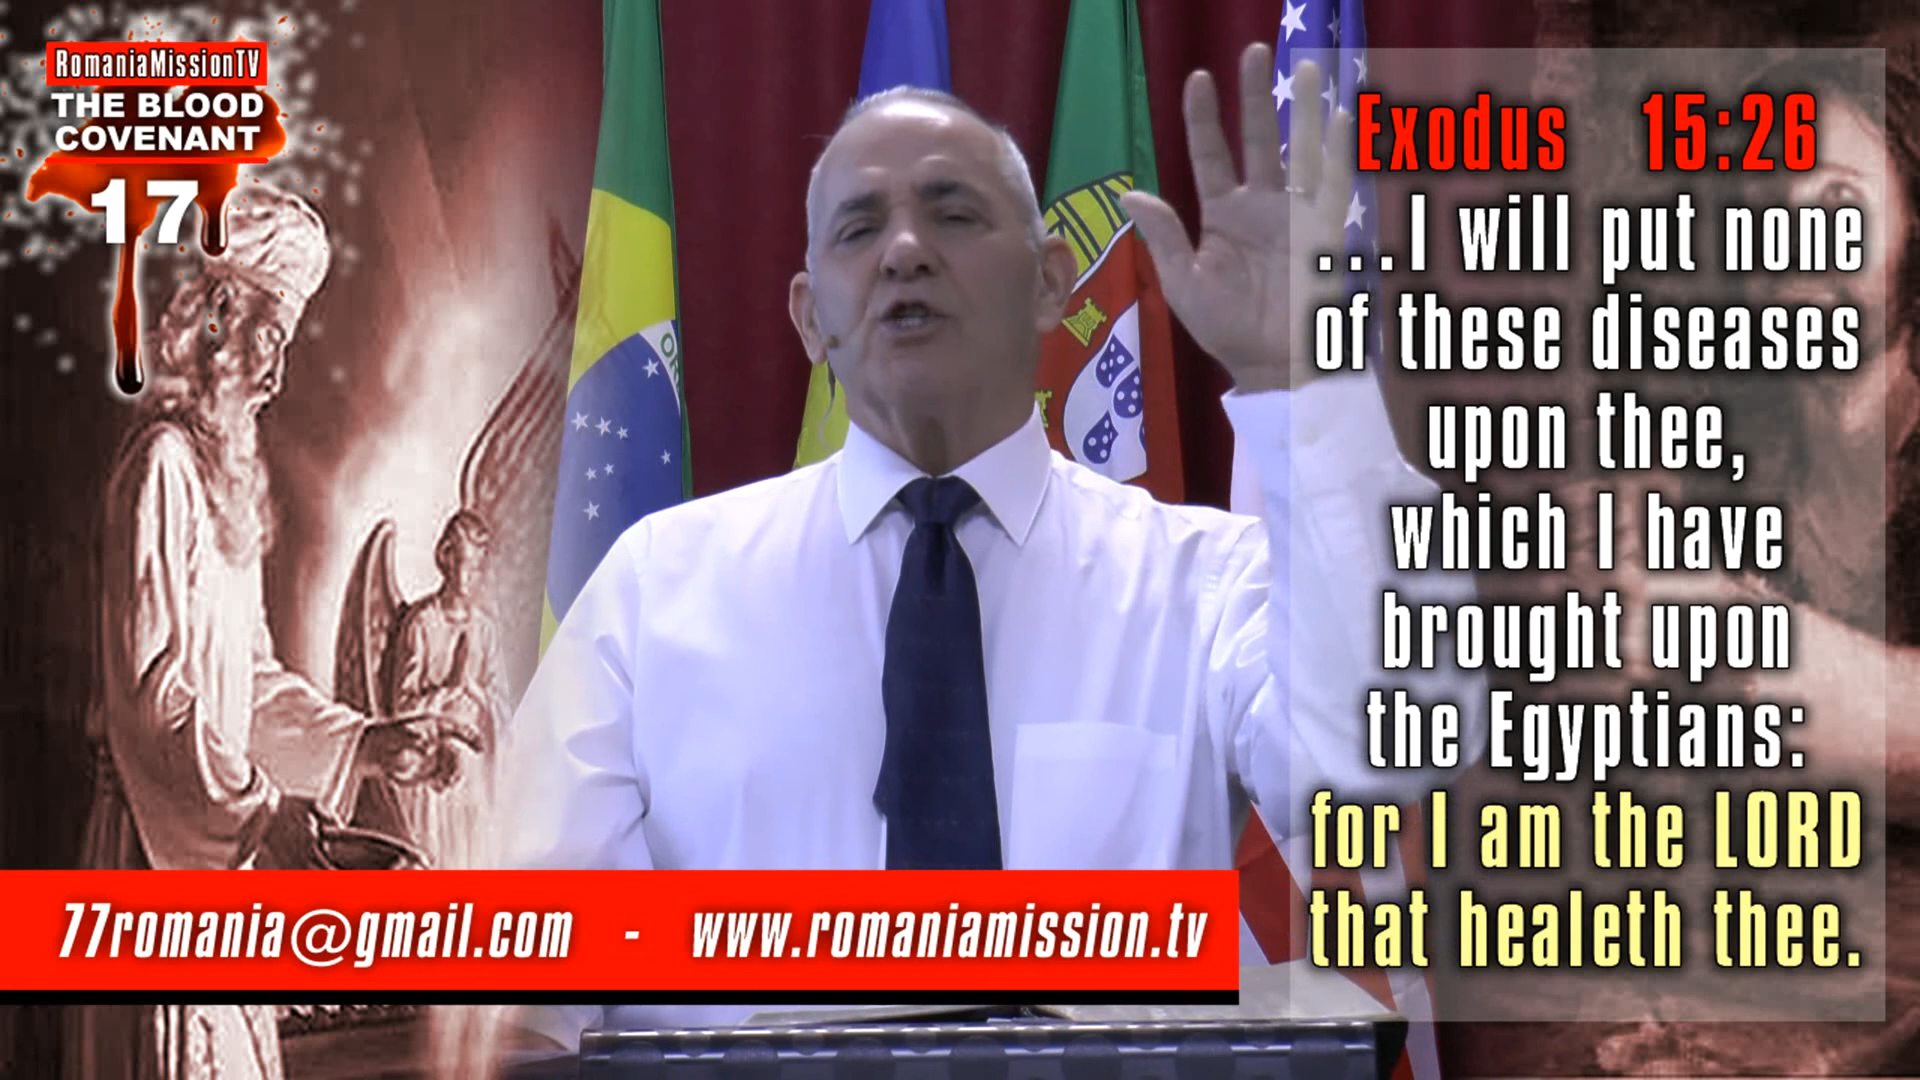 RomaniaMissionTV
THE BLOOD
COVENANT
17
Exodus 15:26
...I will put none
of these diseases
upon thee,
which I have
brought upon
the Egyptians:
for I am the LORD
that healeth thee.
77romania@gmail.com - www.romaniamission.tv